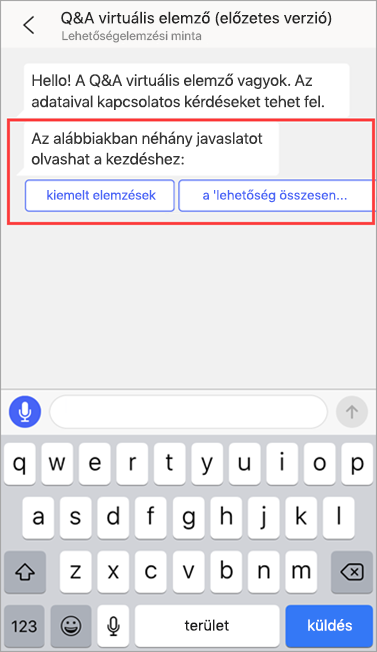 Q&A virtuális elemző (előzetes verzió)
Lehetőségelemzési minta
Hello! A Q&A virtuális elemző vagyok. Az
adataival kapcsolatos kérdéseket tehet fel.
Az alábbiakban néhány javaslatot
olvashat a kezdéshez:
kiemelt elemzések
a 'lehetőség összesen...
q w e r t y u i o p
a s d f g h j k l
z x c v b n m
123
terület
küldés